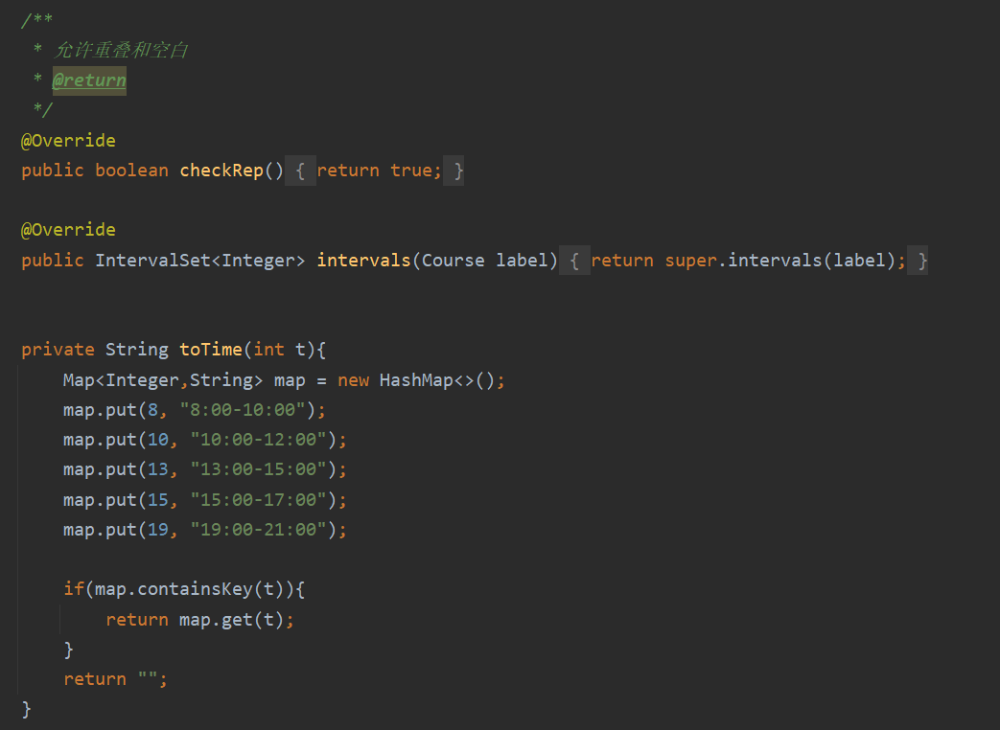 /**
* 允许重叠和空白
* @return
*/
@Override
public boolean checkRep() { return true; }
@Override
public IntervalSet<Integer> intervals(Course label) { return super.intervals(label); }
private String toTime(int t){
Map<Integer,String> map = new HashMap<>();
map.put(8, "8:00-10:00");
map.put(10, "10:00-12:00");
map.put(13, "13:00-15:00");
map.put(15, "15:00-17:00");
map.put(19, "19:00-21:00");
if(map.containsKey(t)){
return map.get(t);
}
return "";
}